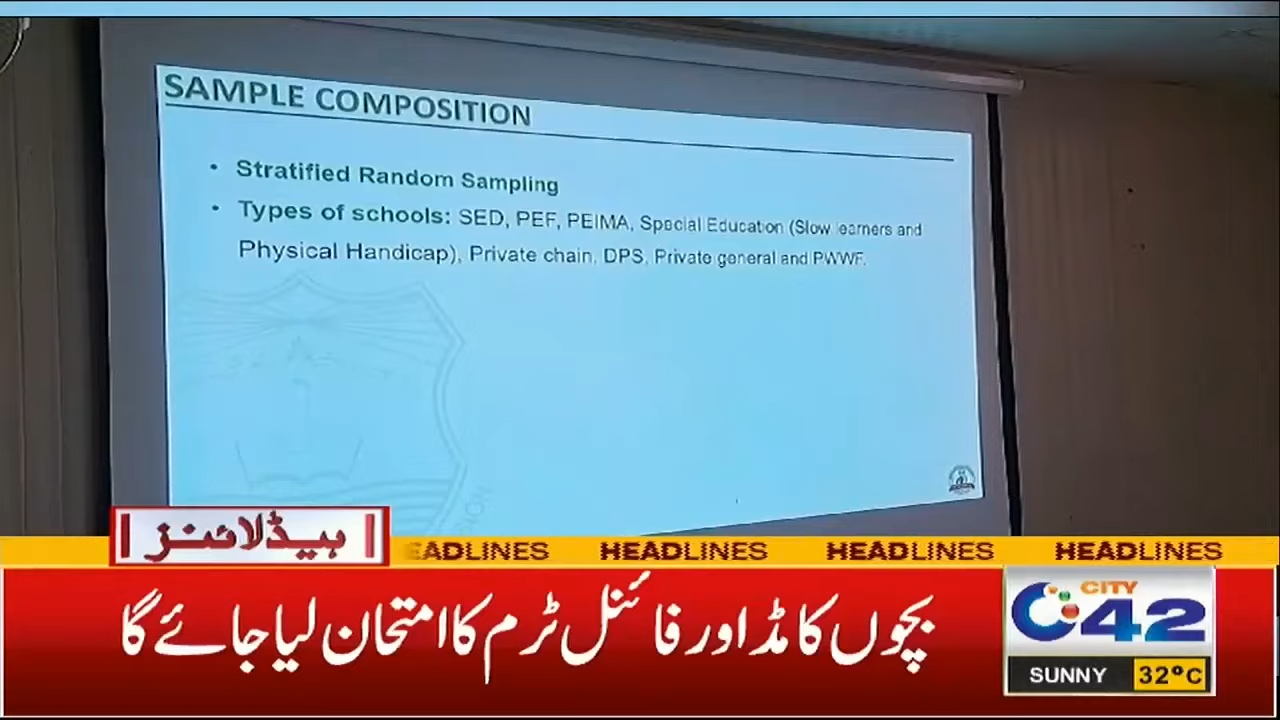 SAMPLE COMPOSITION
• Stratified Random Sampling
• Types of schools: SED, PEF, PEIMA, Special Education (Slow learners and
Physical Handicap), Private chain, DPS, Private general and PWWF.
ہیڈلائنز
EADLINES HEADLINES HEADLINES HEADLINES
بچوں کا مڈ اور فائنل ٹرم کا امتحان لیا جائے گا
CITY
42
SUNNY 32°C